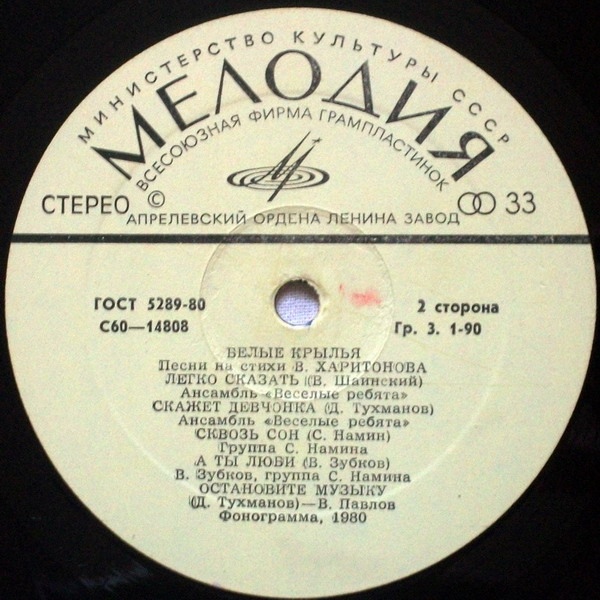 МИНИСТЕРСТВО КУЛЬТУРЫ СССР
МЕЛОДИЯ
ВСЕСОЮЗНАЯ ФИРМА ГРАМПЛАСТИНОК
СТЕРЕО ©
33
АПРЕЛЕВСКИЙ ОРДЕНА ЛЕНИНА ЗАВОД
ГОСТ 5289-80
2 сторона
С60—14808
Гр. 3. 1-90
БЕЛЫЕ КРЫЛЬЯ
Песни на стихи В. ХАРИТОНОВА
ЛЕГКО СКАЗАТЬ (В. Шаинский)
Ансамбль «Веселые ребята»
СКАЖЕТ ДЕВЧОНКА (Д. Тухманов)
Ансамбль «Веселые ребята»
СКВОЗЬ СОН (С. Намин)
Группа С. Намина
А ТЫ ЛЮБИ (В. Зубков)
В. Зубков, группа С. Намина
ОСТАНОВИТЕ МУЗЫКУ
(Д. Тухманов)—В. Павлов
Фонограмма, 1980